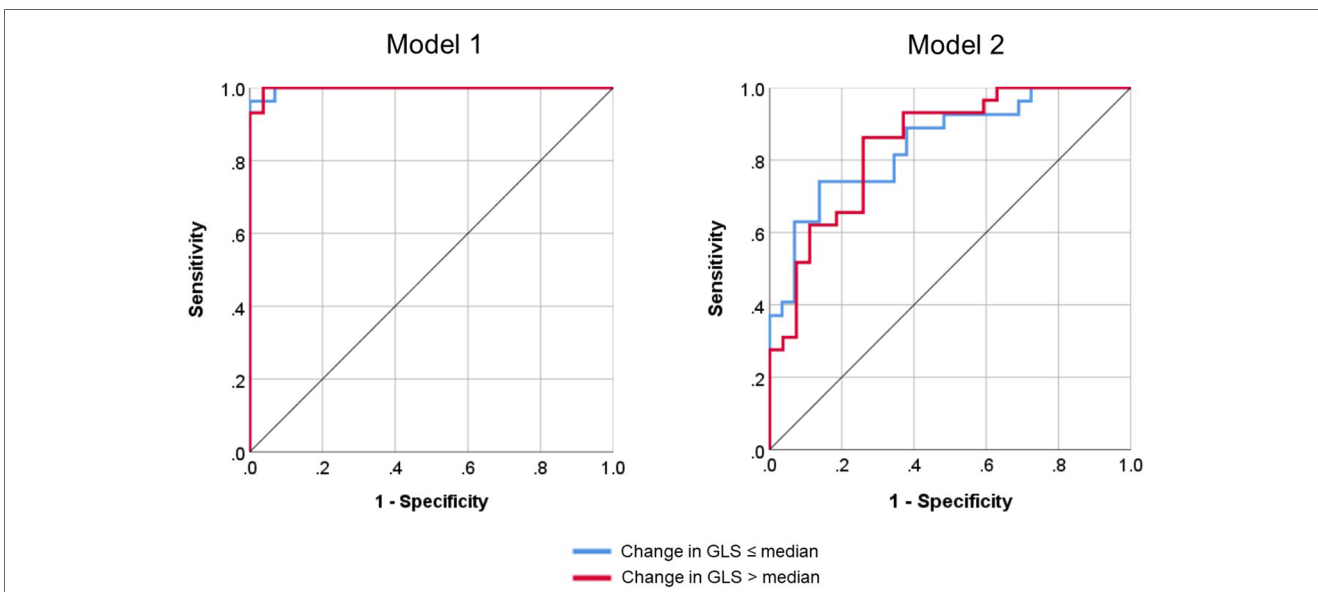 Model 1
1.0
.8
.6
.4
.2
.0
Sensitivity
.0 .2 .4 .6 .8 1.0
1 - Specificity
Model 2
1.0
.8
.6
.4
.2
.0
Sensitivity
.0 .2 .4 .6 .8 1.0
1 - Specificity
Change in GLS ≤ median
Change in GLS > median